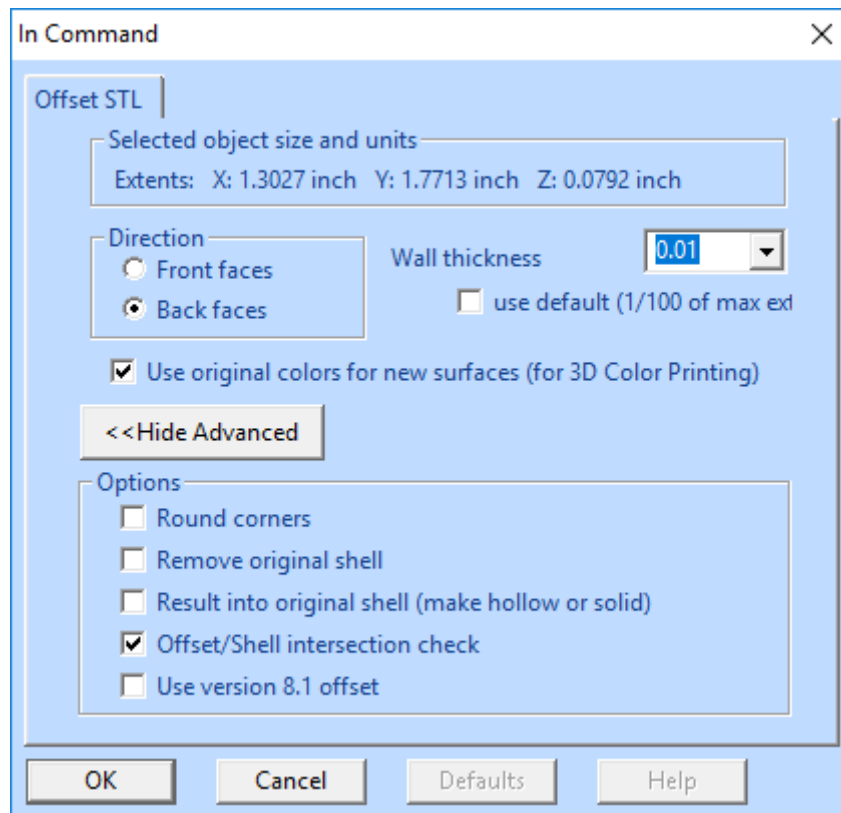 In Command
Offset STL
Selected object size and units
Extents: X: 1.3027 inch Y: 1.7713 inch Z: 0.0792 inch
Direction
Front faces
Back faces
Wall thickness
0.01
use default (1/100 of max ext
Use original colors for new surfaces (for 3D Color Printing)
<<Hide Advanced
Options
Round corners
Remove original shell
Result into original shell (make hollow or solid)
Offset/Shell intersection check
Use version 8.1 offset
OK Cancel Defaults Help